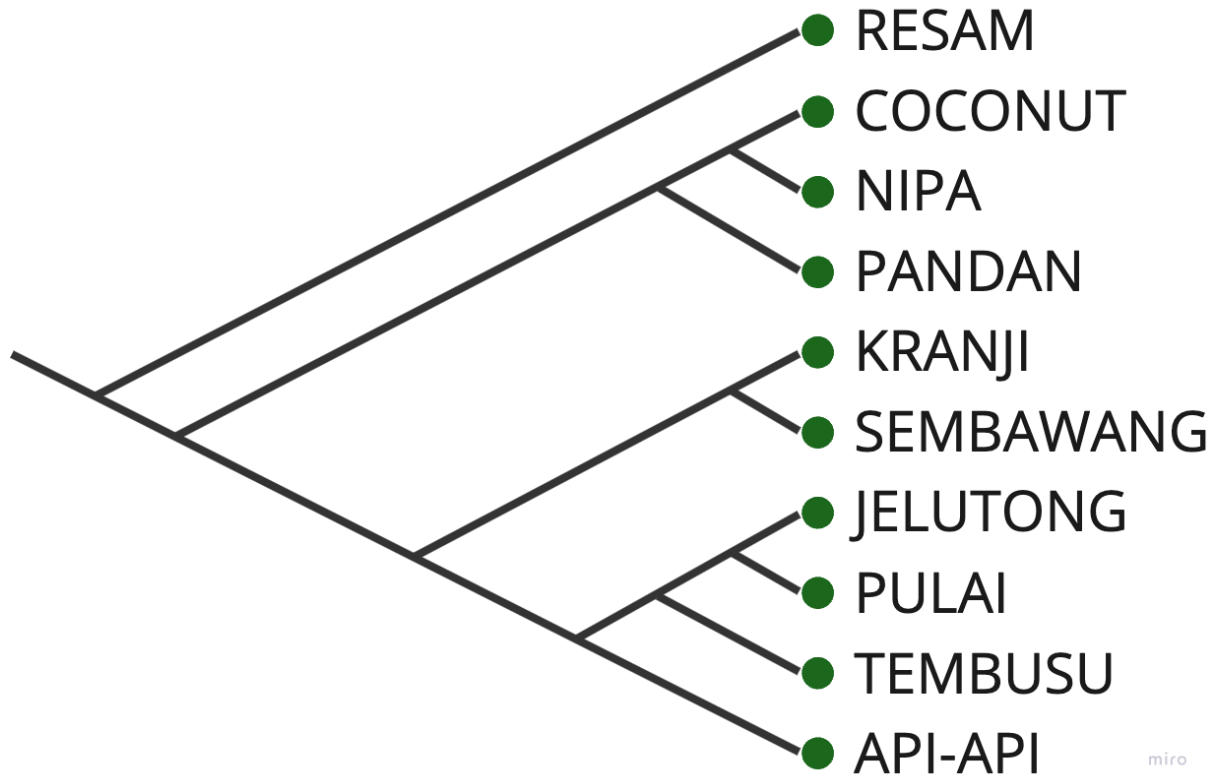 RESAM
COCONUT
NIPA
PANDAN
KRANJI
SEMBAWANG
JELUTONG
PULAI
TEMBUSU
API-API
miro